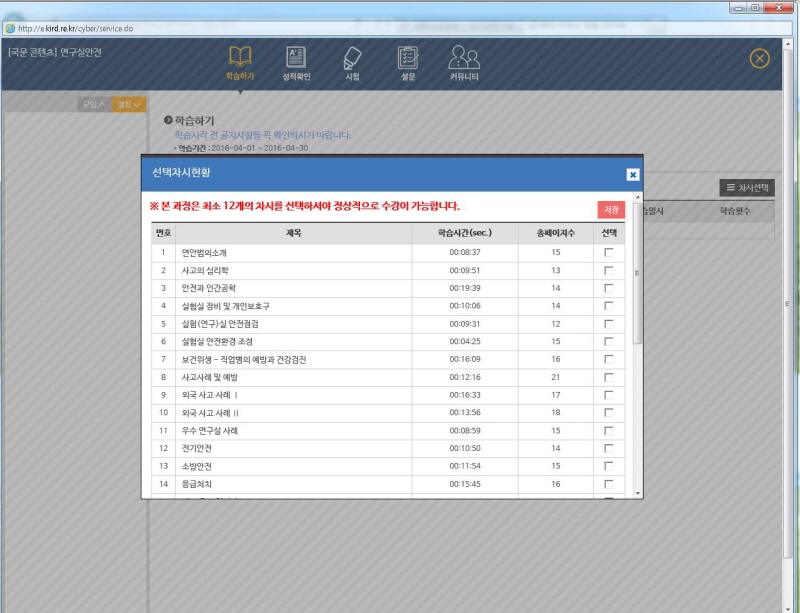 http://e.kird.re.kr/cyber/service.do
[국문 콘텐츠] 연구실안전
학습하기
성적확인
시험
설문
커뮤니티
닫힘
열림
학습하기
학습시작 전 공지사항을 꼭 확인하시기 바랍니다.
• 학습기간 : 2016-04-01 ~ 2016-04-30
선택차시현황
차시선택
※ 본 과정은 최소 12개의 차시를 선택하셔야 정상적으로 수강이 가능합니다.
저장
습일시 학습횟수
번호 제목 학습시간(sec.) 총페이지수 선택
1 연안법의소개 00:08:37 15
2 사고의 심리학 00:09:51 13
3 안전과 인간공학 00:19:39 14
4 실험실 장비 및 개인보호구 00:10:06 14
5 실험(연구)실 안전점검 00:09:31 12
6 실험실 안전환경 조성 00:04:25 15
7 보건위생 - 직업병의 예방과 건강검진 00:16:09 16
8 사고사례 및 예방 00:12:16 21
9 외국 사고 사례 Ⅰ 00:16:33 17
10 외국 사고 사례 Ⅱ 00:13:56 18
11 우수 연구실 사례 00:08:59 15
12 전기안전 00:10:50 14
13 소방안전 00:11:54 15
14 응급처치 00:15:45 16